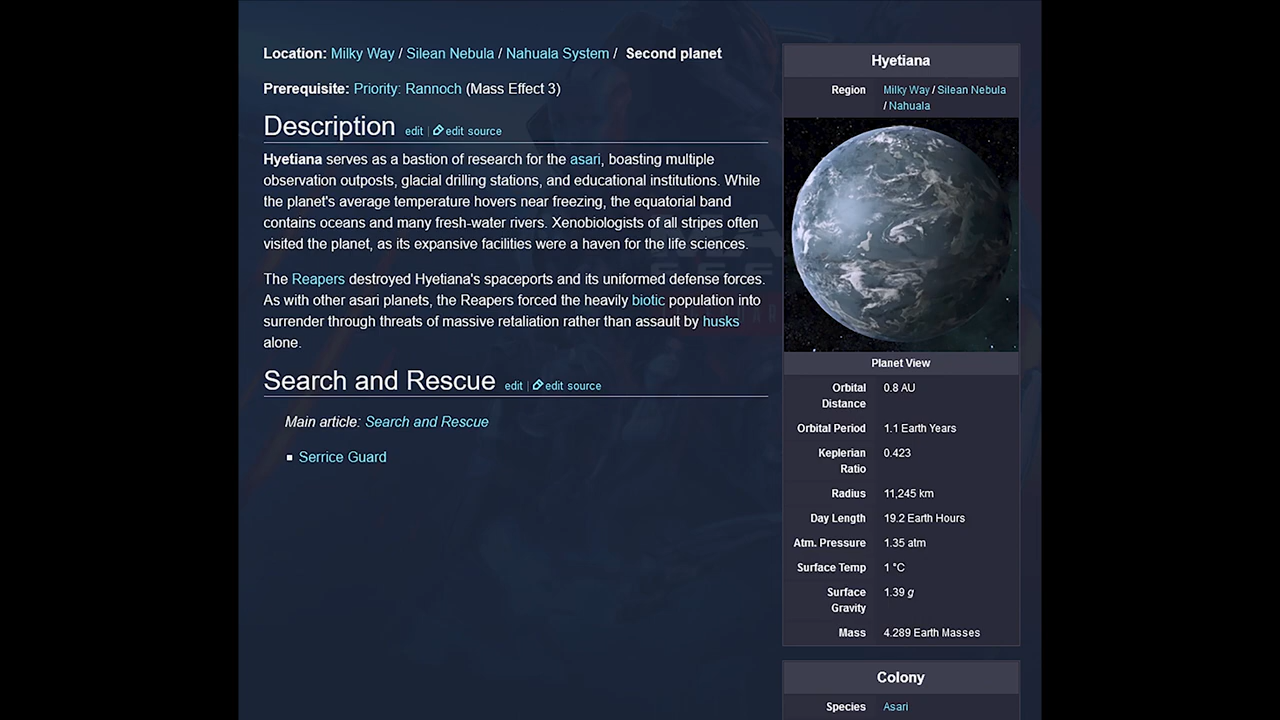 Location: Milky Way / Silean Nebula / Nahuala System / Second planet
Prerequisite: Priority: Rannoch (Mass Effect 3)
Description edit | edit source
Hyetiana serves as a bastion of research for the asari, boasting multiple
observation outposts, glacial drilling stations, and educational institutions. While
the planet's average temperature hovers near freezing, the equatorial band
contains oceans and many fresh-water rivers. Xenobiologists of all stripes often
visited the planet, as its expansive facilities were a haven for the life sciences.
The Reapers destroyed Hyetiana's spaceports and its uniformed defense forces.
As with other asari planets, the Reapers forced the heavily biotic population into
surrender through threats of massive retaliation rather than assault by husks
alone.
Search and Rescue edit | edit source
Main article: Search and Rescue
Serrice Guard
Hyetiana
Region Milky Way / Silean Nebula
/ Nahuala
Planet View
Orbital 0.8 AU
Distance
Orbital Period 1.1 Earth Years
Keplerian 0.423
Ratio
Radius 11,245 km
Day Length 19.2 Earth Hours
Atm. Pressure 1.35 atm
Surface Temp 1 °C
Surface 1.39 g
Gravity
Mass 4.289 Earth Masses
Colony
Species Asari